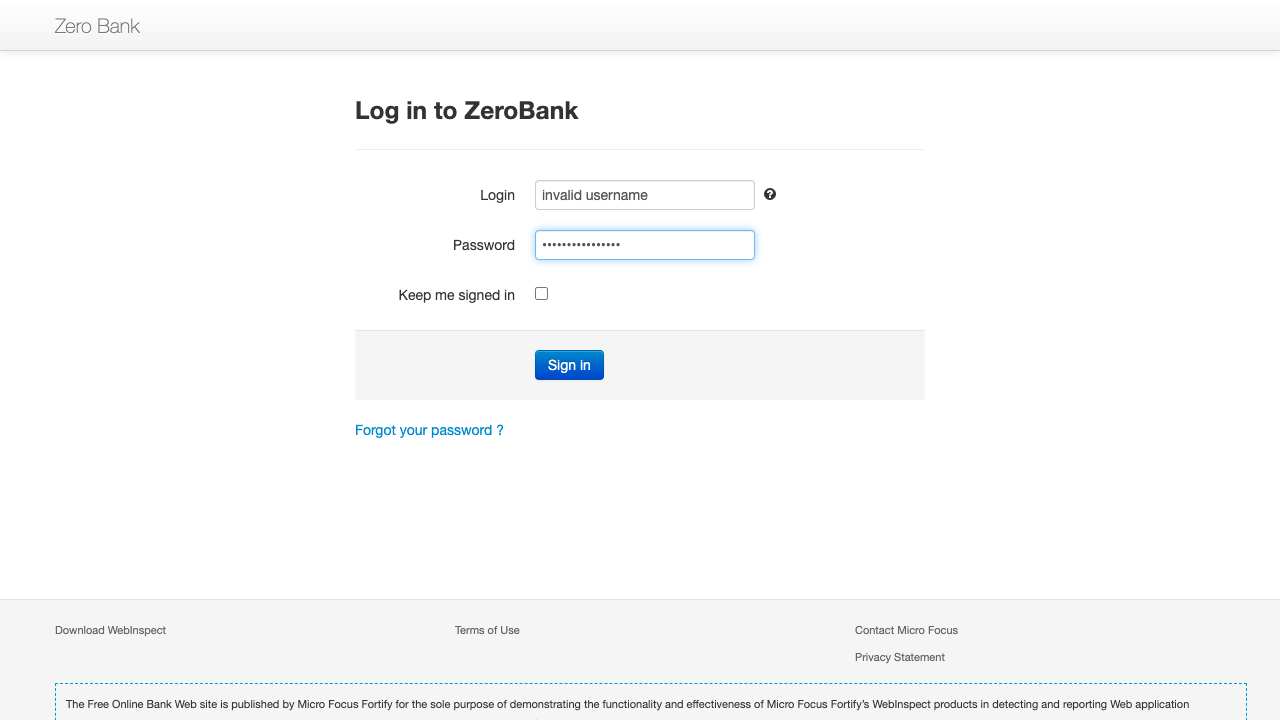 Zero Bank
Log in to ZeroBank
Login
invalid username
Password
••••••••••••••••
Keep me signed in
Sign in
Forgot your password ?
Download WebInspect
Terms of Use
Contact Micro Focus
Privacy Statement
The Free Online Bank Web site is published by Micro Focus Fortify for the sole purpose of demonstrating the functionality and effectiveness of Micro Focus Fortify's WebInspect products in detecting and reporting Web application